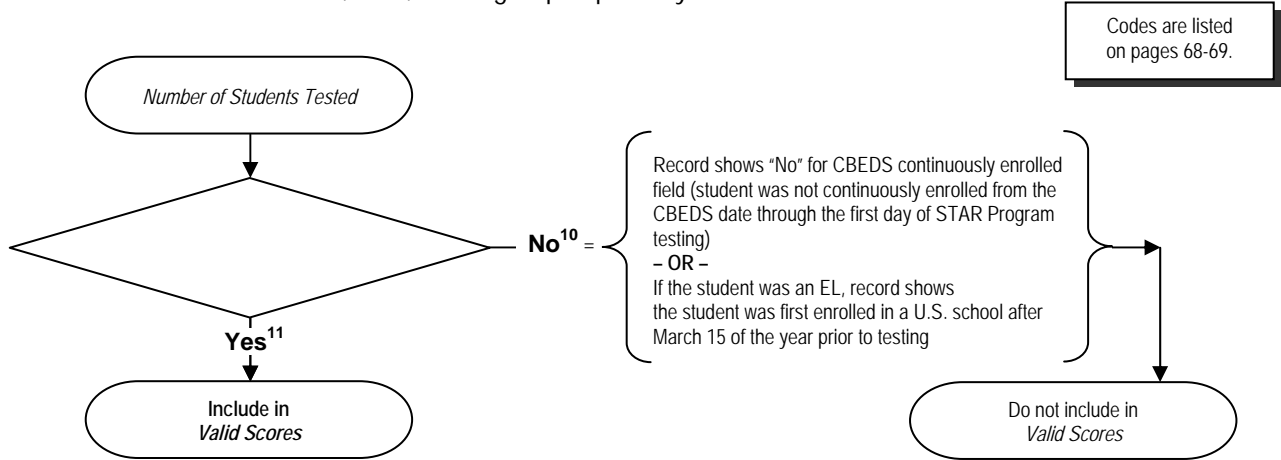 Codes are listed
on pages 68-69.
Number of Students Tested
No10 =
Record shows “No” for CBEDS continuously enrolled
field (student was not continuously enrolled from the
CBEDS date through the first day of STAR Program
testing)
– OR –
If the student was an EL, record shows
the student was first enrolled in a U.S. school after
March 15 of the year prior to testing
Yes11
Include in
Valid Scores
Do not include in
Valid Scores